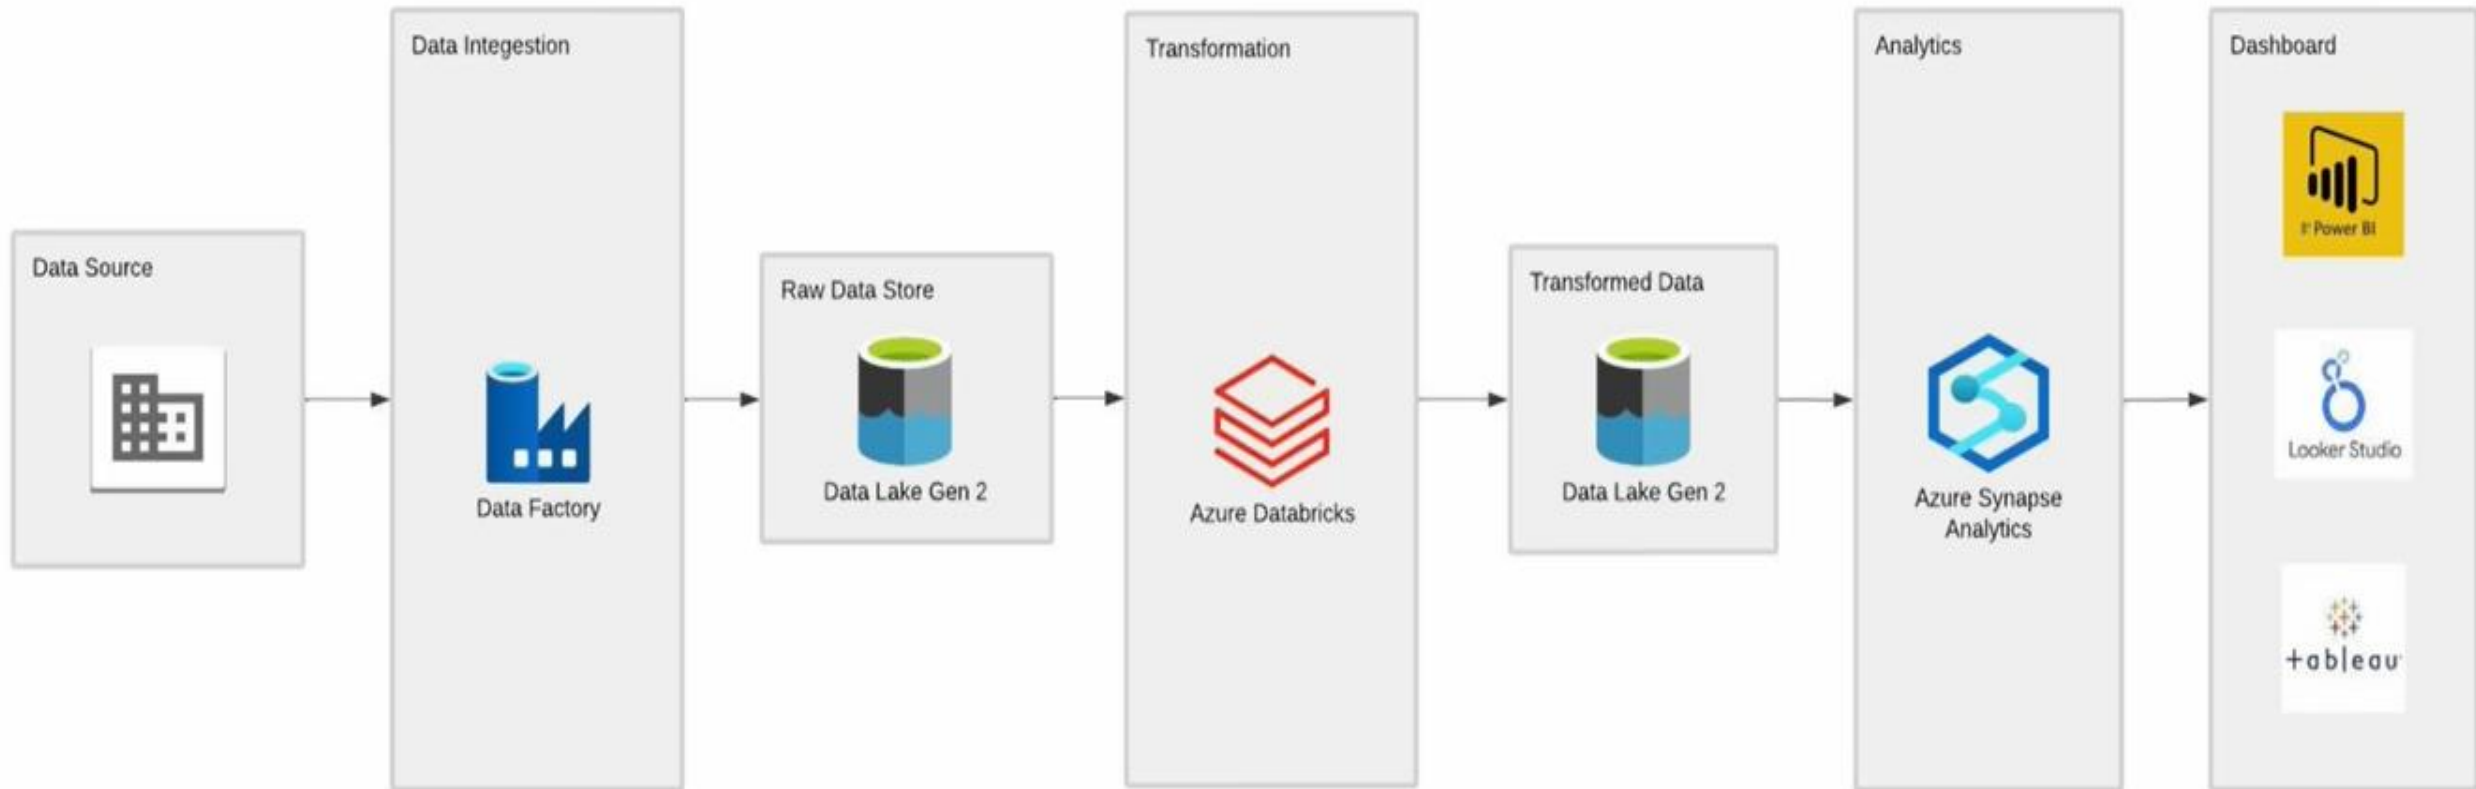 Data Source
Data Integestion
Data Factory
Raw Data Store
Data Lake Gen 2
Transformation
Azure Databricks
Transformed Data
Data Lake Gen 2
Analytics
Azure Synapse
Analytics
Dashboard
Power BI
Looker Studio
+ableau